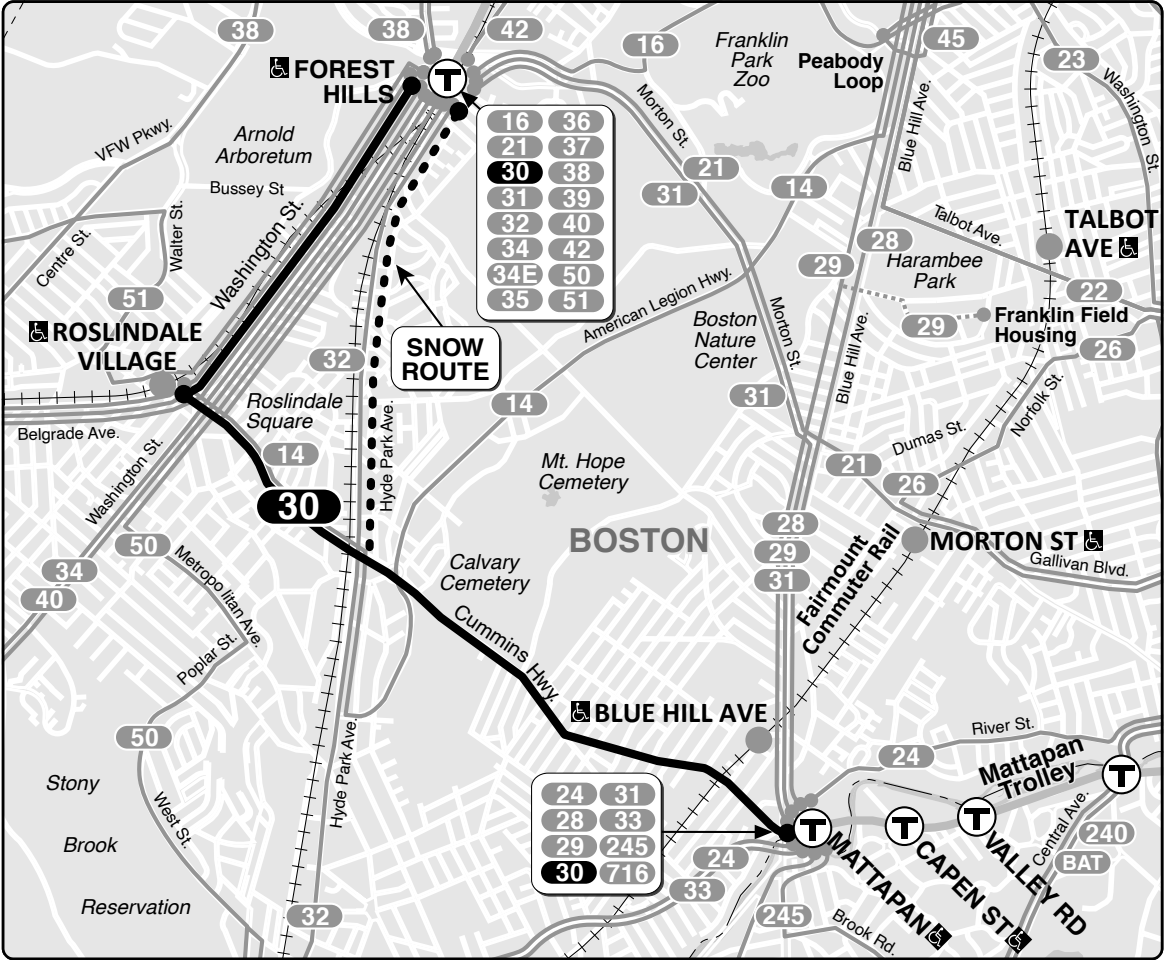 38
38
42
16
45
23
Franklin
Park
Zoo
Peabody
Loop
FOREST
HILLS
T
Washington St.
VFW Pkwy.
Arnold
Arboretum
Bussey St
Morton St.
Blue Hill Ave.
16 36
21 37
30 38
31 39
32 40
34 42
34E 50
35 51
21
31
14
Walter St.
Centre St.
Washington St.
Talbot Ave.
TALBOT
AVE
28
29
Harambee
Park
22
51
American Legion Hwy.
Boston
Nature
Center
Morton St.
29
Franklin Field
Housing
26
ROSLINDALE
VILLAGE
32
SNOW
ROUTE
Blue Hill Ave.
Norfolk St.
31
14
Roslindale
Square
Hyde Park Ave.
Belgrade Ave.
Washington St.
14
Dumas St.
21
26
Mt. Hope
Cemetery
30
BOSTON
28
29
31
Fairmount
Commuter Rail
MORTON ST
Gallivan Blvd.
50
34
40
Metropolitan Ave.
Calvary
Cemetery
Cummins Hwy.
Poplar St.
50
BLUE HILL AVE
River St.
24
Mattapan
Trolley
Hyde Park Ave.
Stony
Brook
Reservation
West St.
24 31
28 33
29 245
30 716
T
T
T
T
MATTAPAN
CAPEN ST
VALLEY RD
Central Ave.
240
BAT
24
33
245
Brook Rd.
32